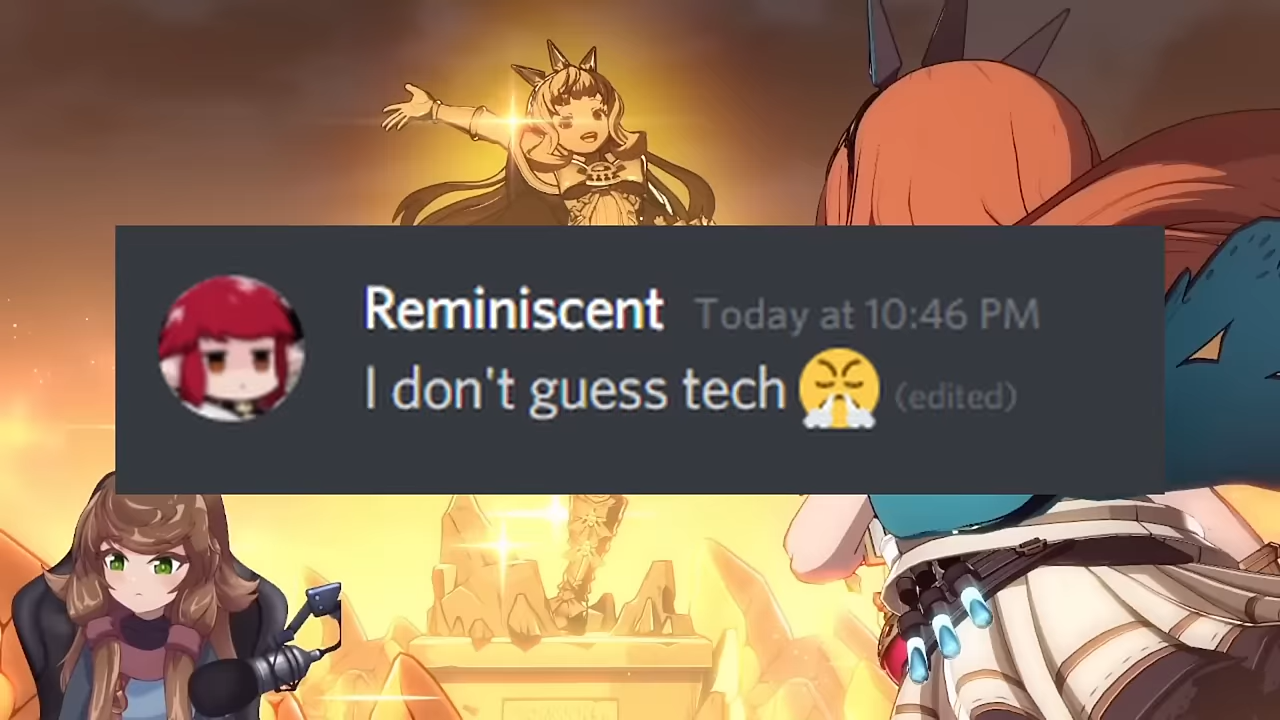 Reminiscent Today at 10:46 PM
I don't guess tech 😤 (edited)